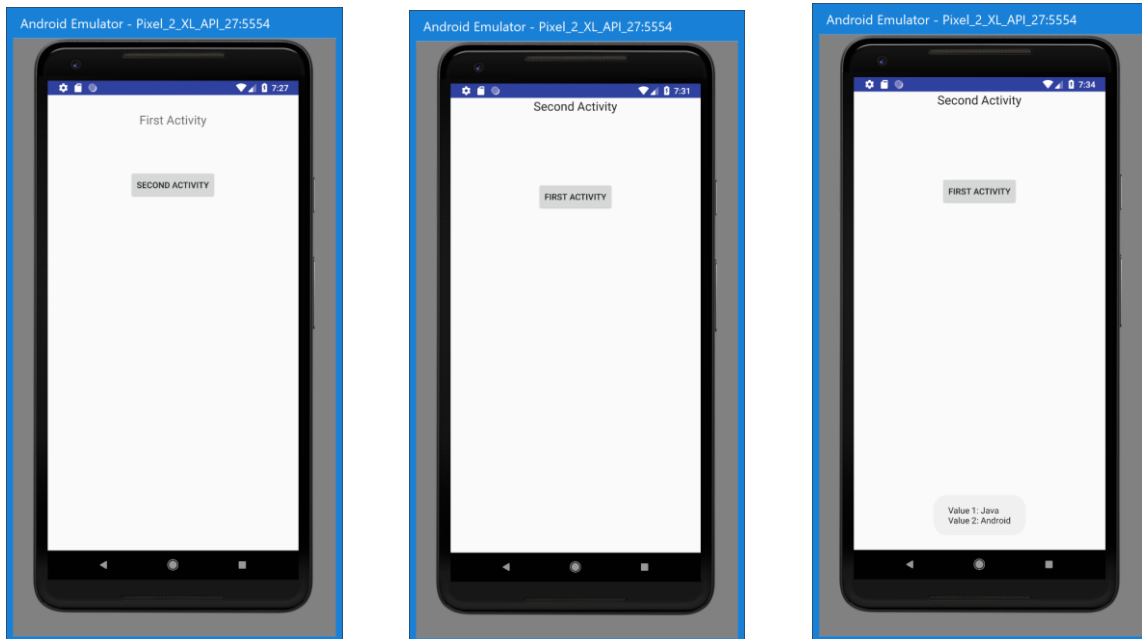 Android Emulator - Pixel_2_XL_API_27:5554
7:27
First Activity
SECOND ACTIVITY
Android Emulator - Pixel_2_XL_API_27:5554
7:31
Second Activity
FIRST ACTIVITY
Android Emulator - Pixel_2_XL_API_27:5554
7:34
Second Activity
FIRST ACTIVITY
Value 1: Java
Value 2: Android